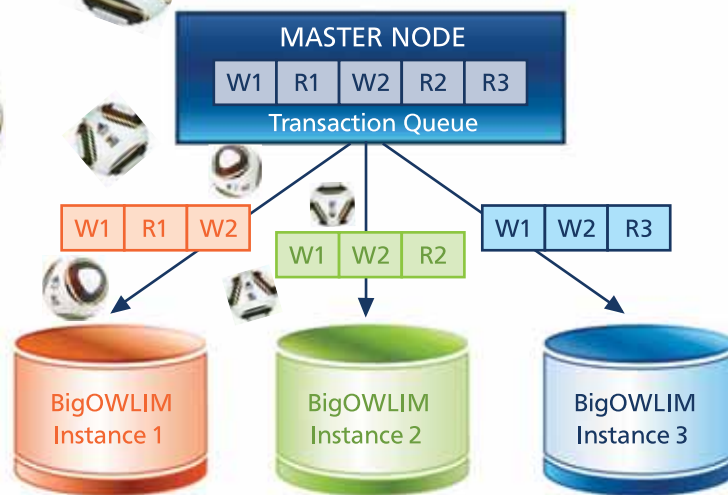 MASTER NODE
W1 R1 W2 R2 R3
Transaction Queue
W1 R1 W2
W1 W2 R2
W1 W2 R3
BigOWLIM
Instance 1
BigOWLIM
Instance 2
BigOWLIM
Instance 3